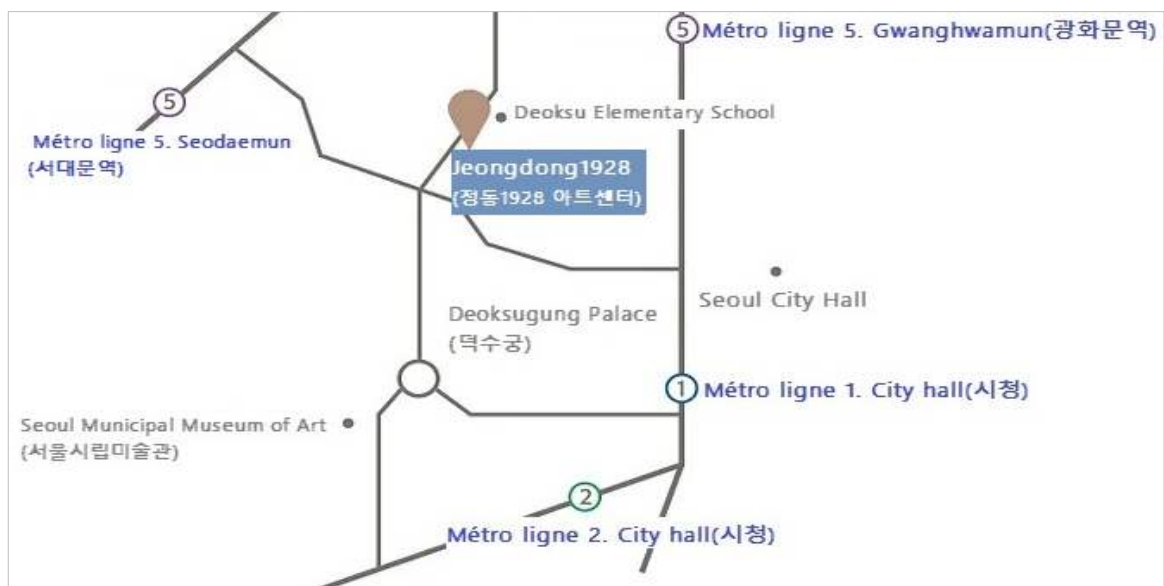 5 Métro ligne 5. Gwanghwamun(광화문역)
5
Deoksu Elementary School
Métro ligne 5. Seodaemun
(서대문역)
Jeongdong1928
(정동1928 아트센터)
Seoul City Hall
Deoksugung Palace
(덕수궁)
1 Métro ligne 1. City hall(시청)
Seoul Municipal Museum of Art
(서울시립미술관)
2
Métro ligne 2. City hall(시청)